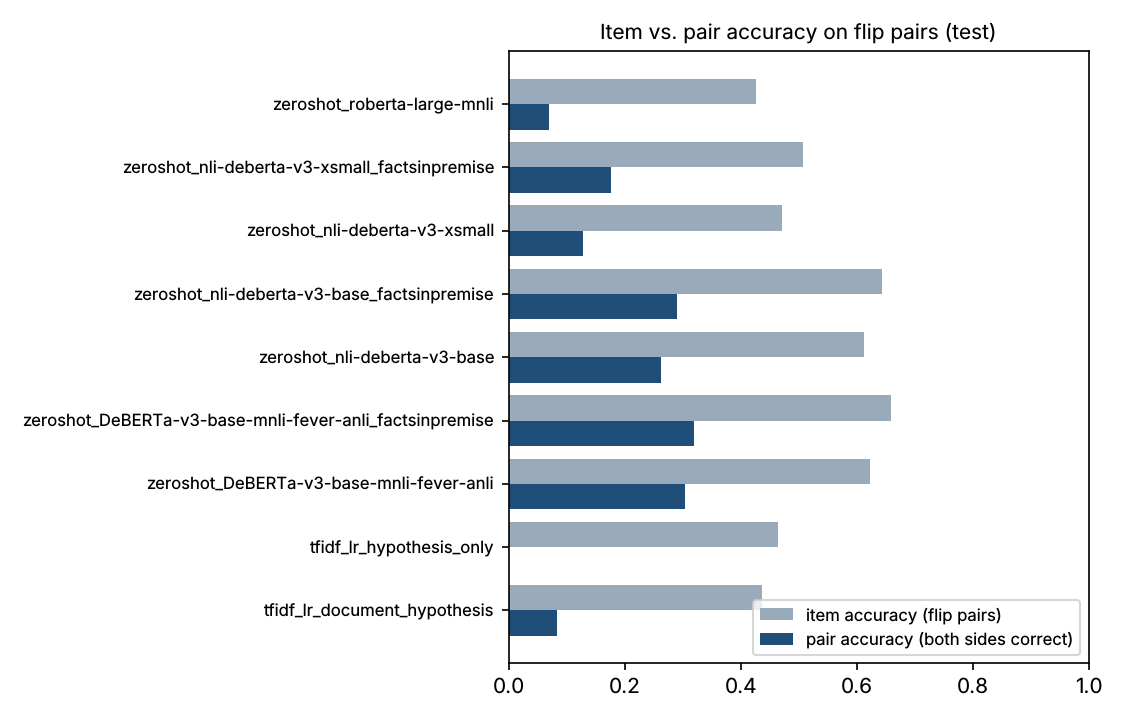 Item vs. pair accuracy on flip pairs (test)
zeroshot_roberta-large-mnli
zeroshot_nli-deberta-v3-xsmall_factsinpremise
zeroshot_nli-deberta-v3-xsmall
zeroshot_nli-deberta-v3-base_factsinpremise
zeroshot_nli-deberta-v3-base
zeroshot_DeBERTa-v3-base-mnli-fever-anli_factsinpremise
zeroshot_DeBERTa-v3-base-mnli-fever-anli
tfidf_lr_hypothesis_only
tfidf_lr_document_hypothesis
item accuracy (flip pairs)
pair accuracy (both sides correct)
0.0 0.2 0.4 0.6 0.8 1.0